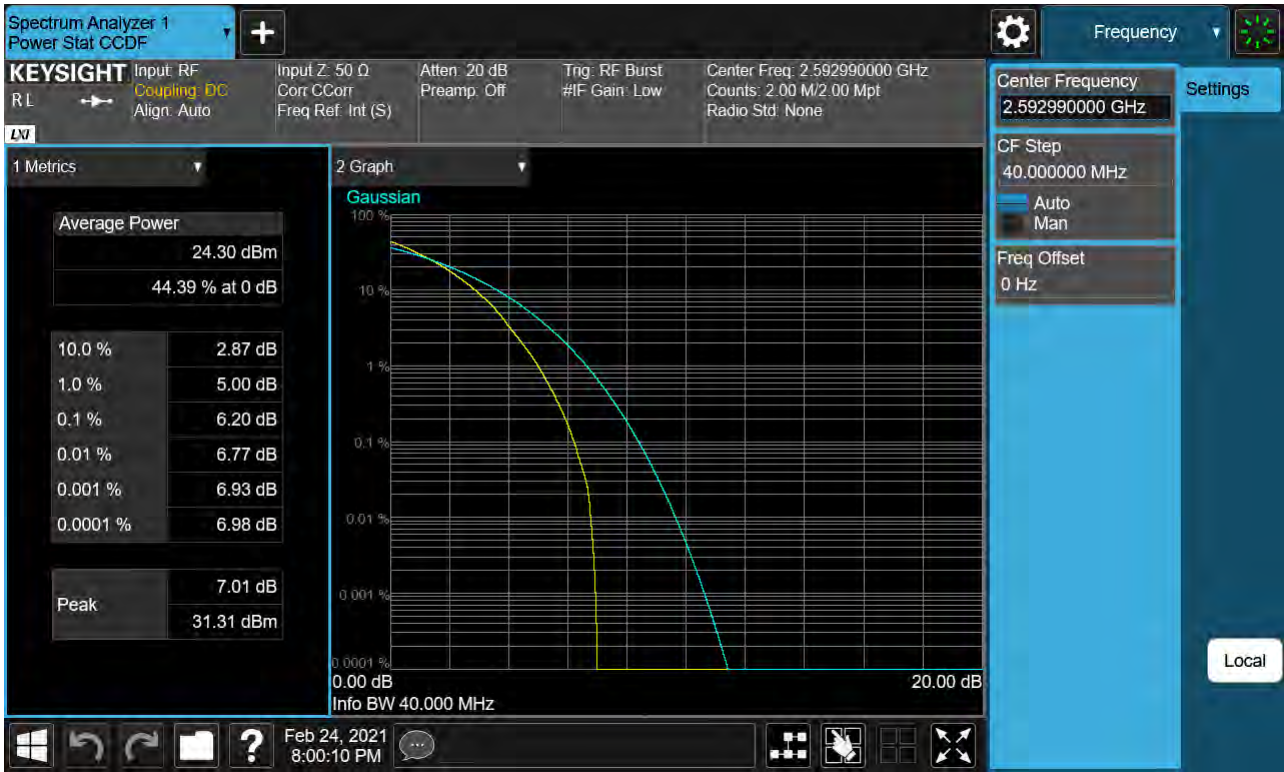 Spectrum Analyzer 1
Power Stat CCDF
+
Frequency
KEYSIGHT
RL
LXI
Input: RF
Coupling: DC
Align: Auto
Input Z: 50 Ω
Corr CCorr
Freq Ref: Int (S)
Atten: 20 dB
Preamp: Off
Trig: RF Burst
#IF Gain: Low
Center Freq: 2.592990000 GHz
Counts: 2.00 M/2.00 Mpt
Radio Std: None
Center Frequency
2.592990000 GHz
Settings
CF Step
40.000000 MHz
Auto
Man
Freq Offset
0 Hz
1 Metrics
Average Power
24.30 dBm
44.39 % at 0 dB
10.0 % 2.87 dB
1.0 % 5.00 dB
0.1 % 6.20 dB
0.01 % 6.77 dB
0.001 % 6.93 dB
0.0001 % 6.98 dB
Peak
7.01 dB
31.31 dBm
2 Graph
Gaussian
100 %
10 %
1 %
0.1 %
0.01 %
0.001 %
0.0001 %
0.00 dB 20.00 dB
Info BW 40.000 MHz
Local
?
Feb 24, 2021
8:00:10 PM